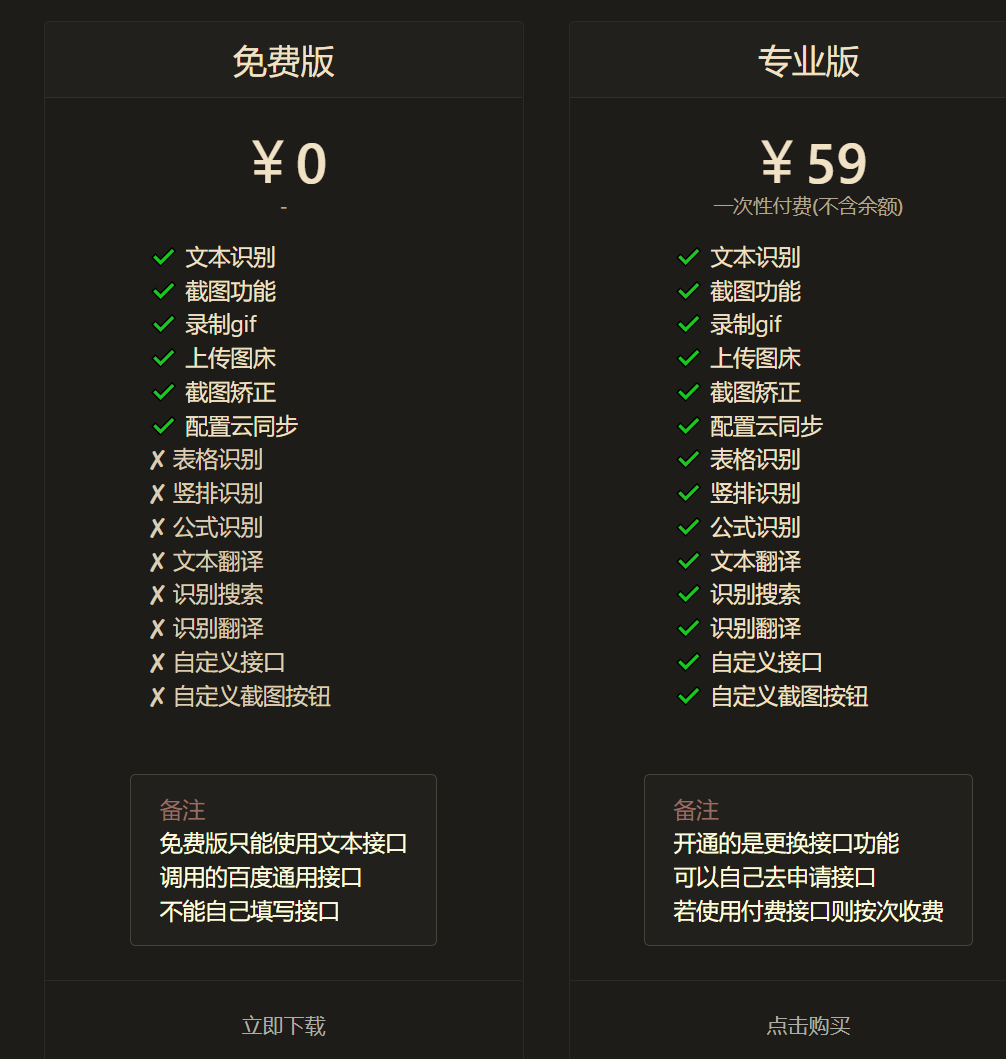 免费版
¥ 0
-
✓ 文本识别
✓ 截图功能
✓ 录制gif
✓ 上传图床
✓ 截图矫正
✓ 配置云同步
✗ 表格识别
✗ 竖排识别
✗ 公式识别
✗ 文本翻译
✗ 识别搜索
✗ 识别翻译
✗ 自定义接口
✗ 自定义截图按钮
备注
免费版只能使用文本接口
调用的百度通用接口
不能自己填写接口
立即下载
专业版
¥ 59
一次性付费(不含余额)
✓ 文本识别
✓ 截图功能
✓ 录制gif
✓ 上传图床
✓ 截图矫正
✓ 配置云同步
✓ 表格识别
✓ 竖排识别
✓ 公式识别
✓ 文本翻译
✓ 识别搜索
✓ 识别翻译
✓ 自定义接口
✓ 自定义截图按钮
备注
开通的是更换接口功能
可以自己去申请接口
若使用付费接口则按次收费
点击购买